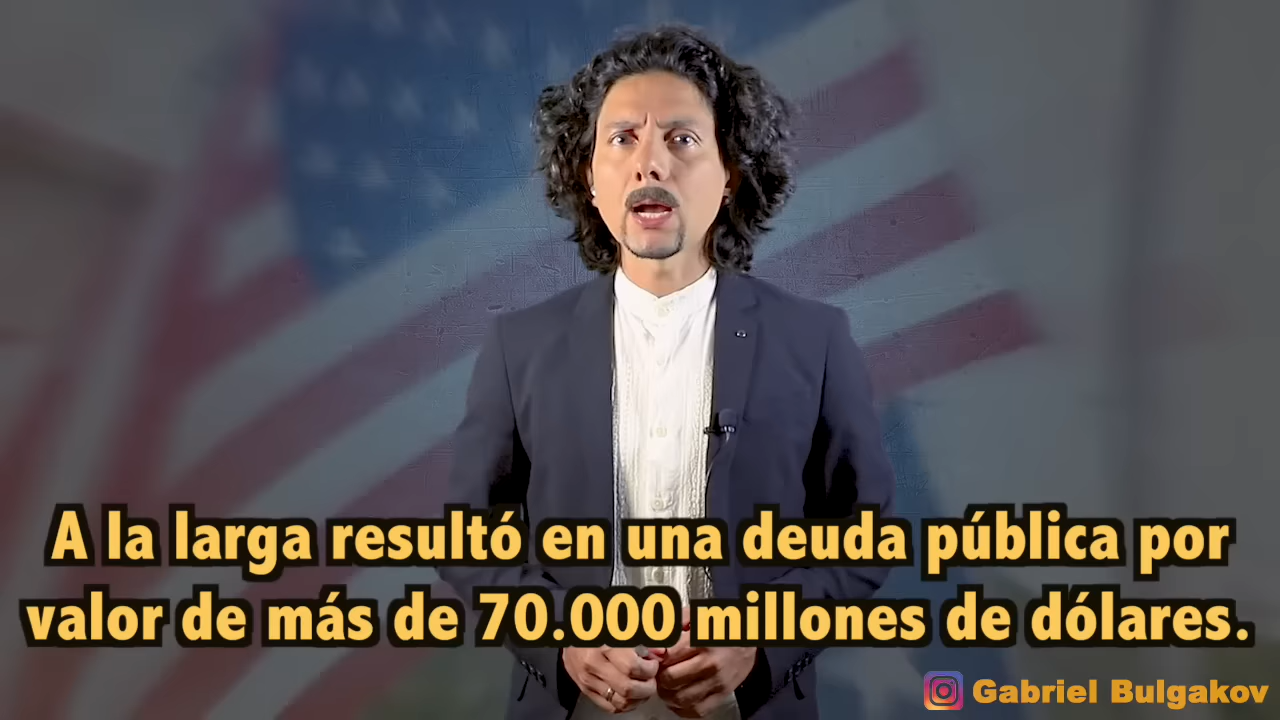 A la larga resultó en una deuda pública por
valor de más de 70.000 millones de dólares.
Gabriel Bulgakov